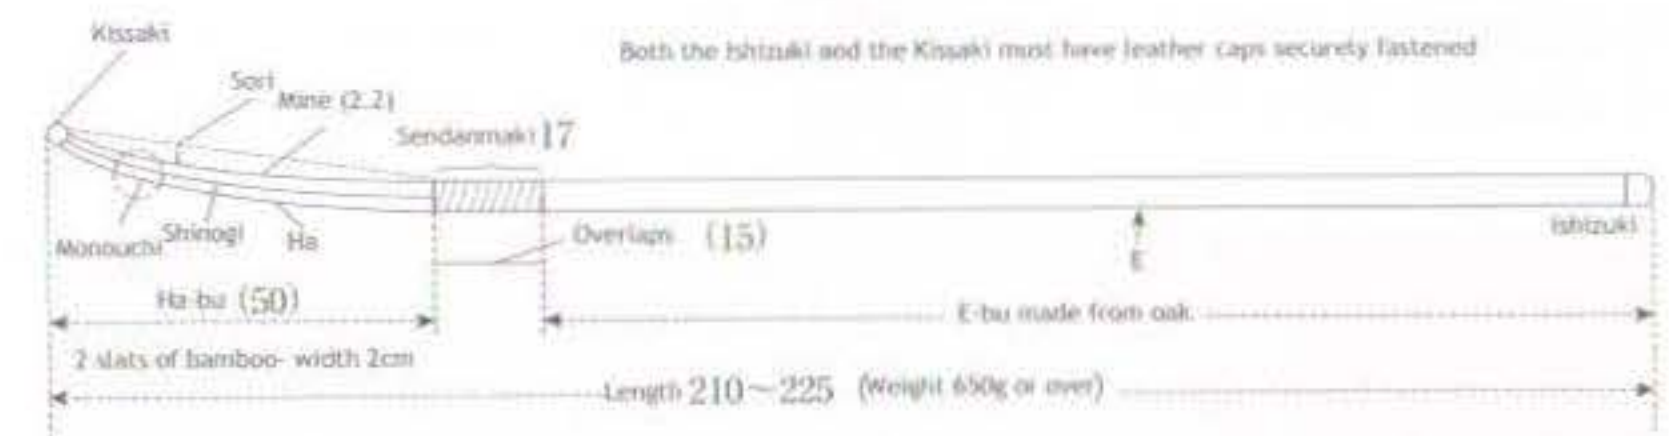 Kissaki
Both the Ishizuki and the Kissaki must have leather caps securely fastened
Sori
Mine (2.2)
Sendanmaki 17
Monouchi
Shinogi
Ha
Overlaps (15)
E
Ishizuki
Ha-bu (50)
E-bu made from oak
2 slats of bamboo- width 2cm
Length 210~225 (Weight 650g or over)